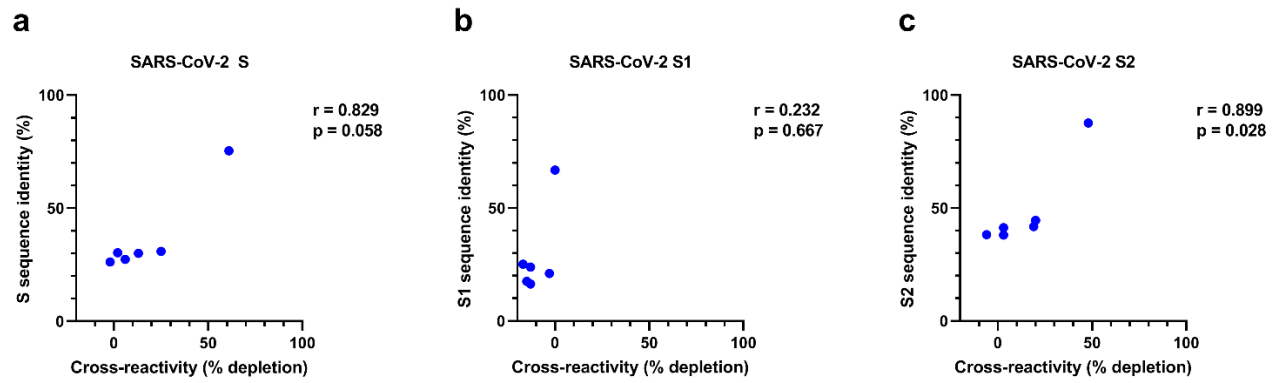 a
SARS-CoV-2 S
r = 0.829
p = 0.058
S sequence identity (%)
100
50
0
0
50
100
Cross-reactivity (% depletion)
b
SARS-CoV-2 S1
r = 0.232
p = 0.667
S1 sequence identity (%)
100
50
0
0
50
100
Cross-reactivity (% depletion)
c
SARS-CoV-2 S2
r = 0.899
p = 0.028
S2 sequence identity (%)
100
50
0
0
50
100
Cross-reactivity (% depletion)